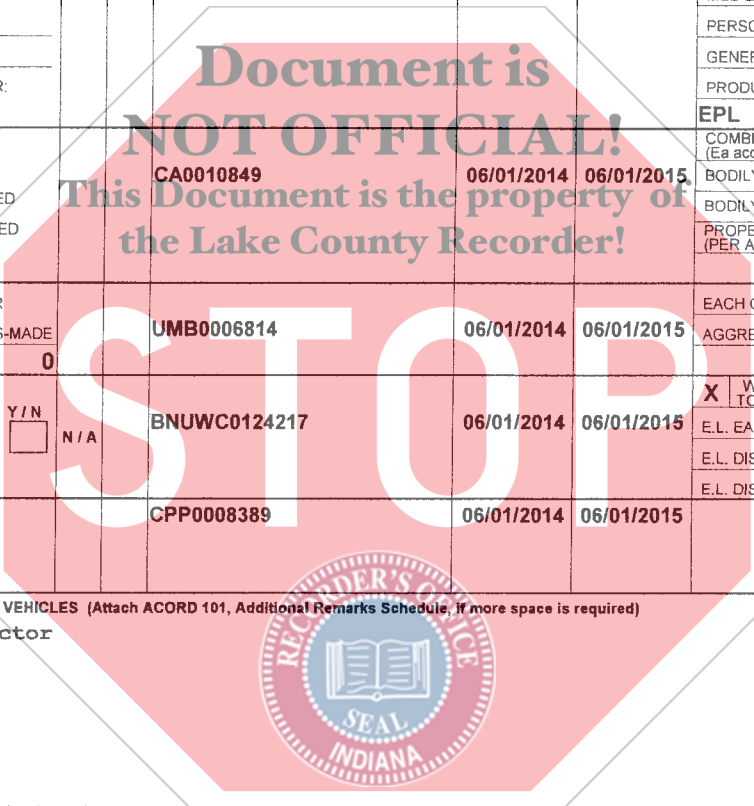 PERSO
GENER
R:
PRODU
EPL
Document is
NOT OFFICIAL!
This Document is the property of
the Lake County Recorder!
STOP
COMBI
(Ea acc
CA0010849 06/01/2014 06/01/2015 BODILY
ED
BODILY
ED
PROPE
(PER A
R
EACH O
S-MADE UMB0006814 06/01/2014 06/01/2015 AGGRE
0
X W
TO
Y / N
N / A BNUWC0124217 06/01/2014 06/01/2015 E.L. EA
E.L. DIS
E.L. DIS
CPP0008389 06/01/2014 06/01/2015
VEHICLES (Attach ACORD 101, Additional Remarks Schedule, if more space is required)
ctor
RECORDER'S OFFICE
SEAL
INDIANA